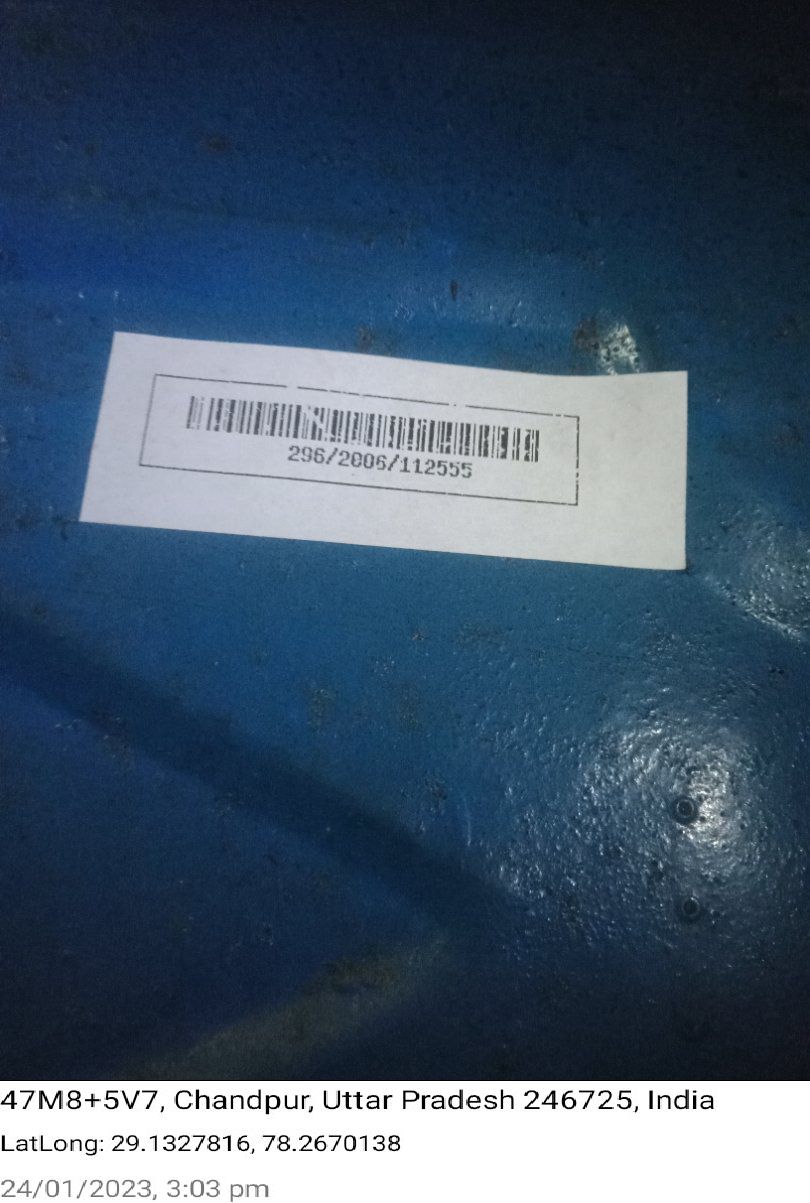 296/2006/112555
47M8+5V7, Chandpur, Uttar Pradesh 246725, India
LatLong: 29.1327816, 78.2670138
24/01/2023, 3:03 pm